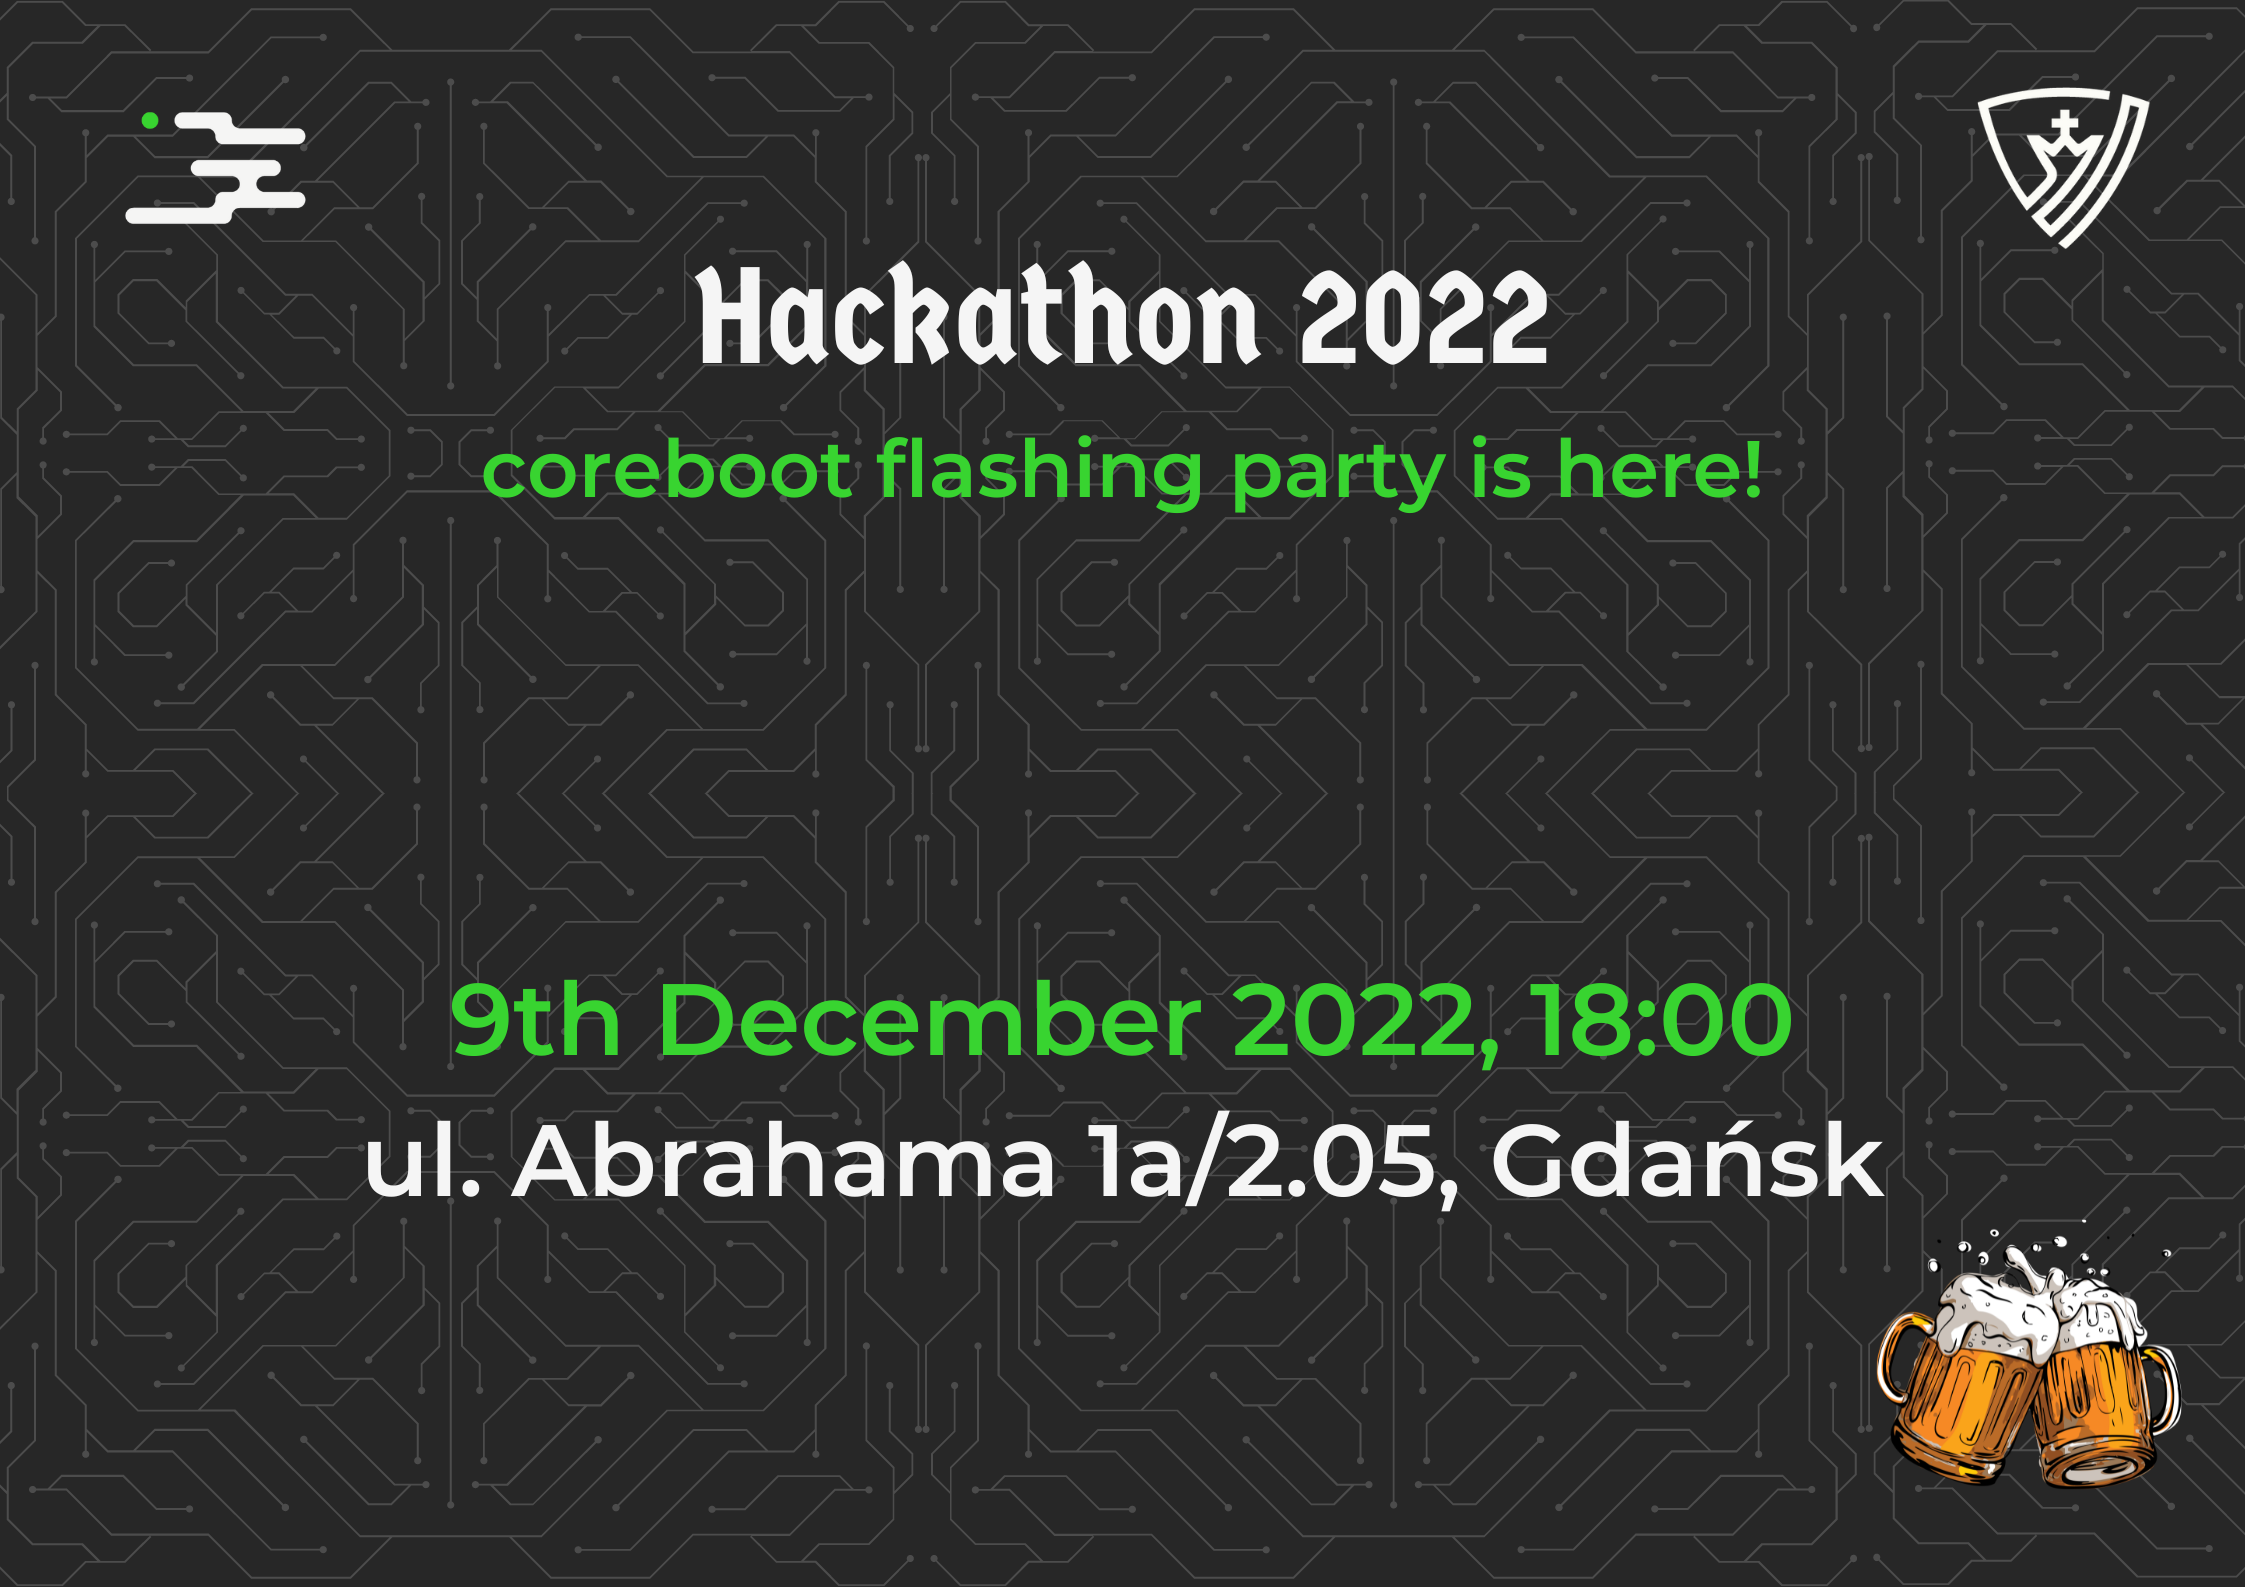 Hackathon 2022
coreboot flashing party is here!
9th December 2022, 18:00
ul. Abrahama 1a/2.05, Gdańsk